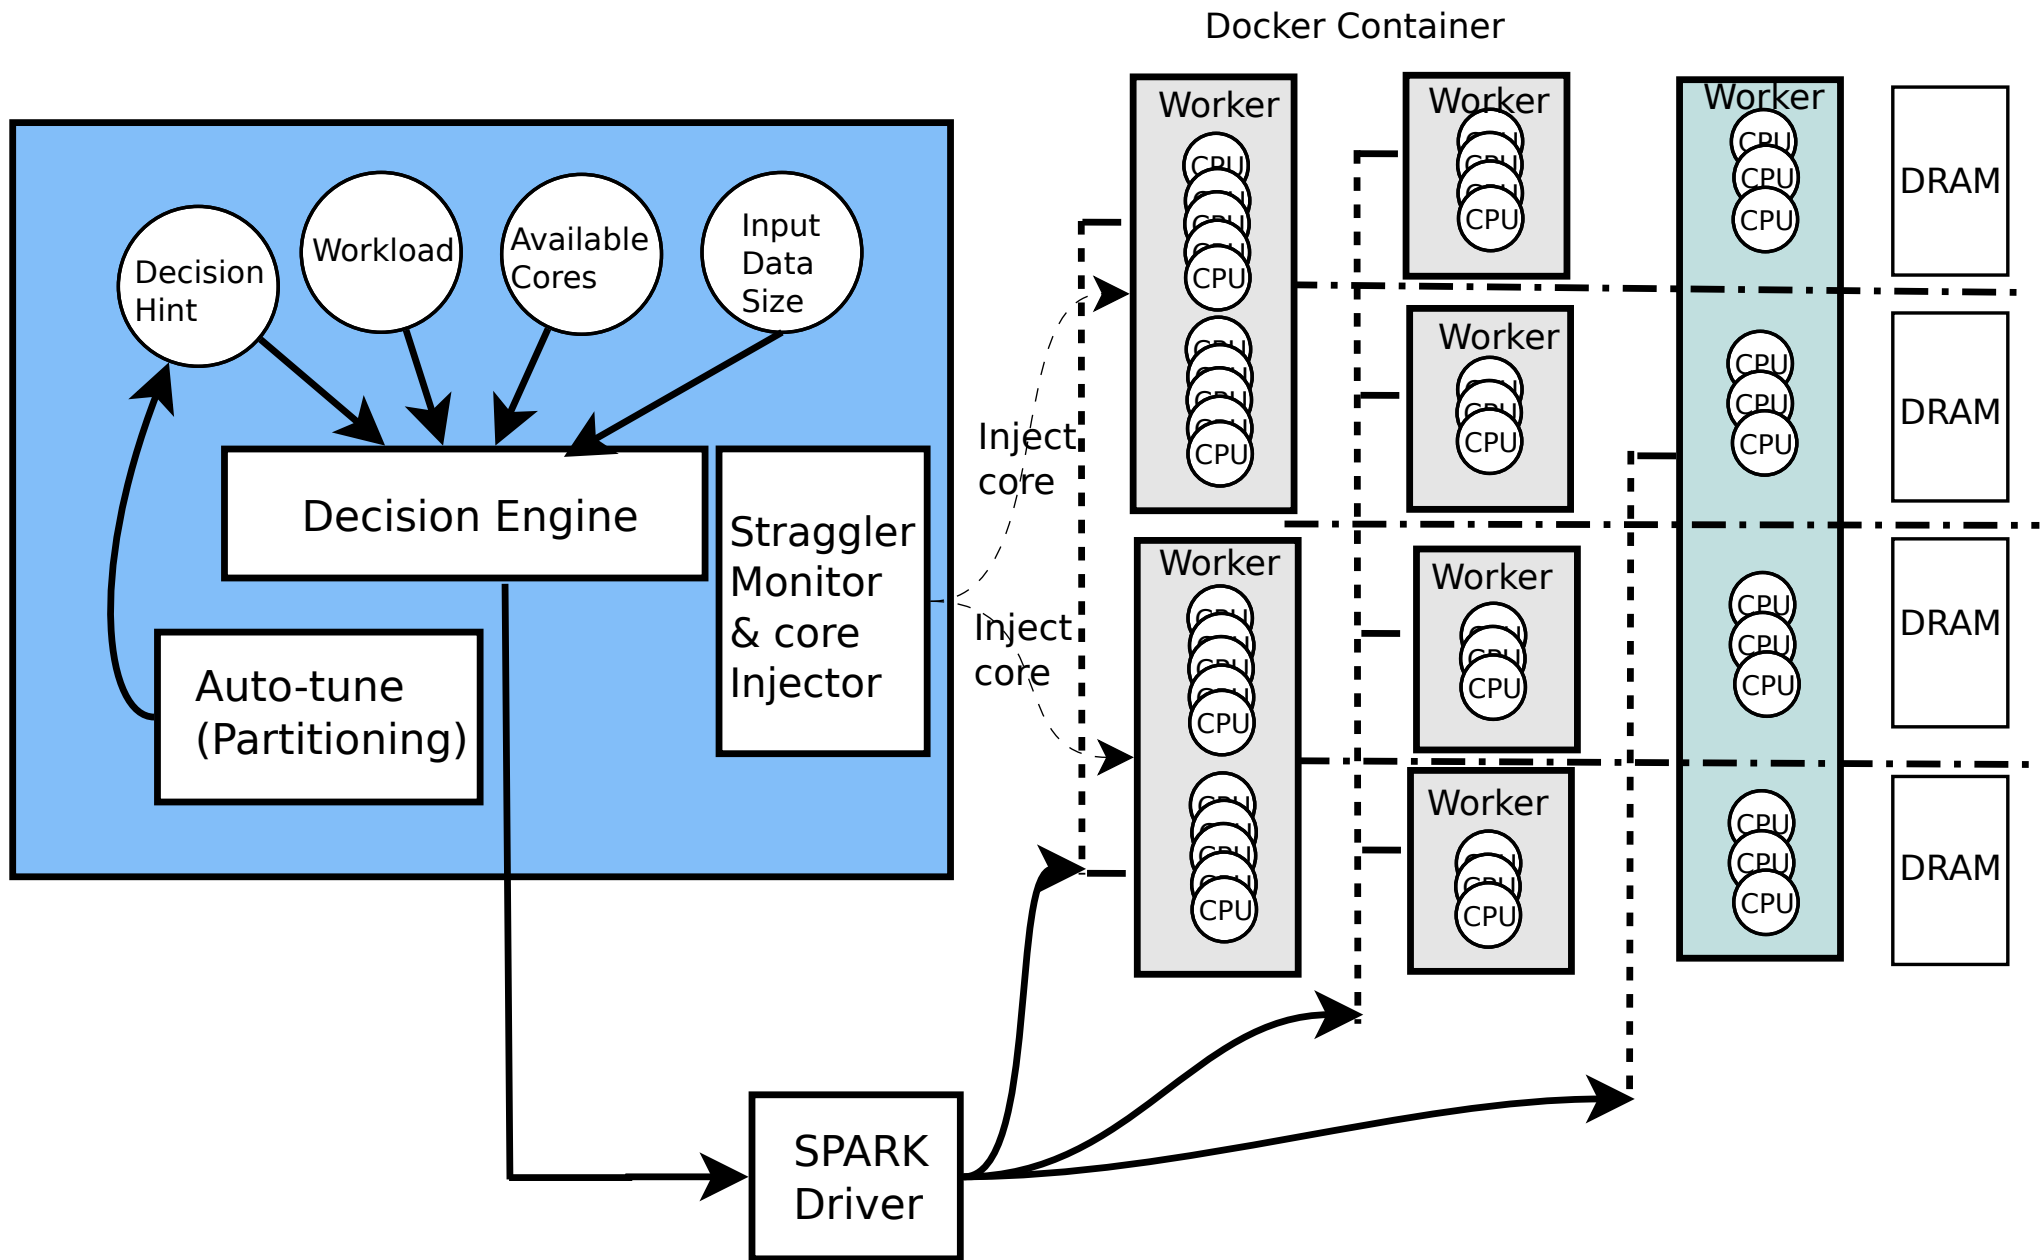 Docker Container
Decision
Hint
Workload
Available
Cores
Input
Data
Size
Decision Engine
Straggler
Monitor
& core
Injector
Auto-tune
(Partitioning)
Inject
core
Inject
core
SPARK
Driver
Worker
CPU
CPU
CPU
Worker
CPU
CPU
Worker
CPU
Worker
CPU
Worker
CPU
Worker
CPU
Worker
CPU
CPU
CPU
CPU
CPU
CPU
CPU
CPU
CPU
CPU
CPU
CPU
DRAM
DRAM
DRAM
DRAM